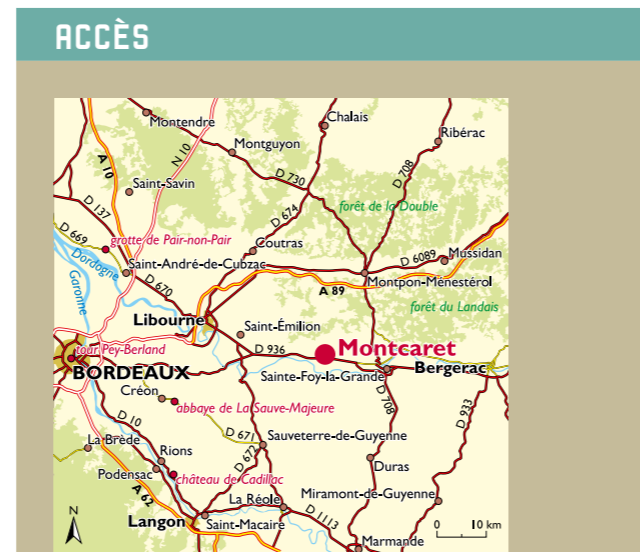 ACCÈS
Montendre
Chalais
Montguyon
Ribérac
N 10
A 10
D 730
D 708
Saint-Savin
D 137
forêt de la Double
D 674
D 669
grotte de Pair-non-Pair
Coutras
D 6089
Mussidan
Dordogne
Saint-André-de-Cubzac
Garonne
D 670
Montpon-Ménestérol
A 89
forêt du Landais
Libourne
Saint-Émilion
tour Pey-Berland
D 936
Montcaret
BORDEAUX
Sainte-Foy-la-Grande
Bergerac
Créon
abbaye de La Sauve-Majeure
D 708
D 933
D 10
D 671
Sauveterre-de-Guyenne
La Brède
Rions
D 672
Podensac
château de Cadillac
Duras
A 62
La Réole
Miramont-de-Guyenne
N
Langon
Saint-Macaire
D 1113
0 10 km
Marmande